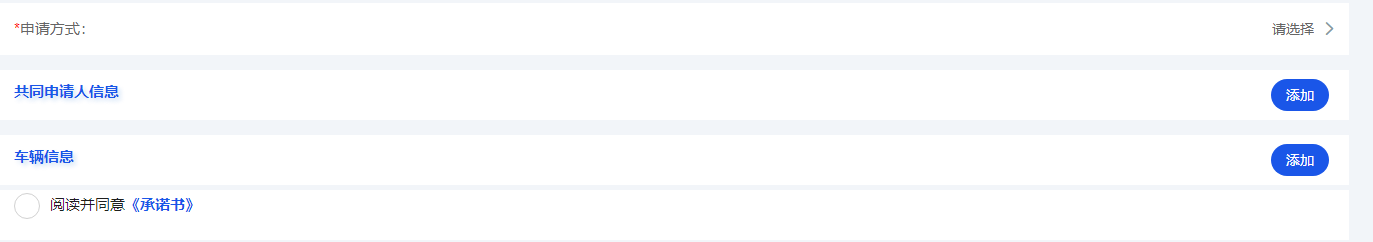 *申请方式:
请选择
共同申请人信息
添加
车辆信息
添加
阅读并同意《承诺书》